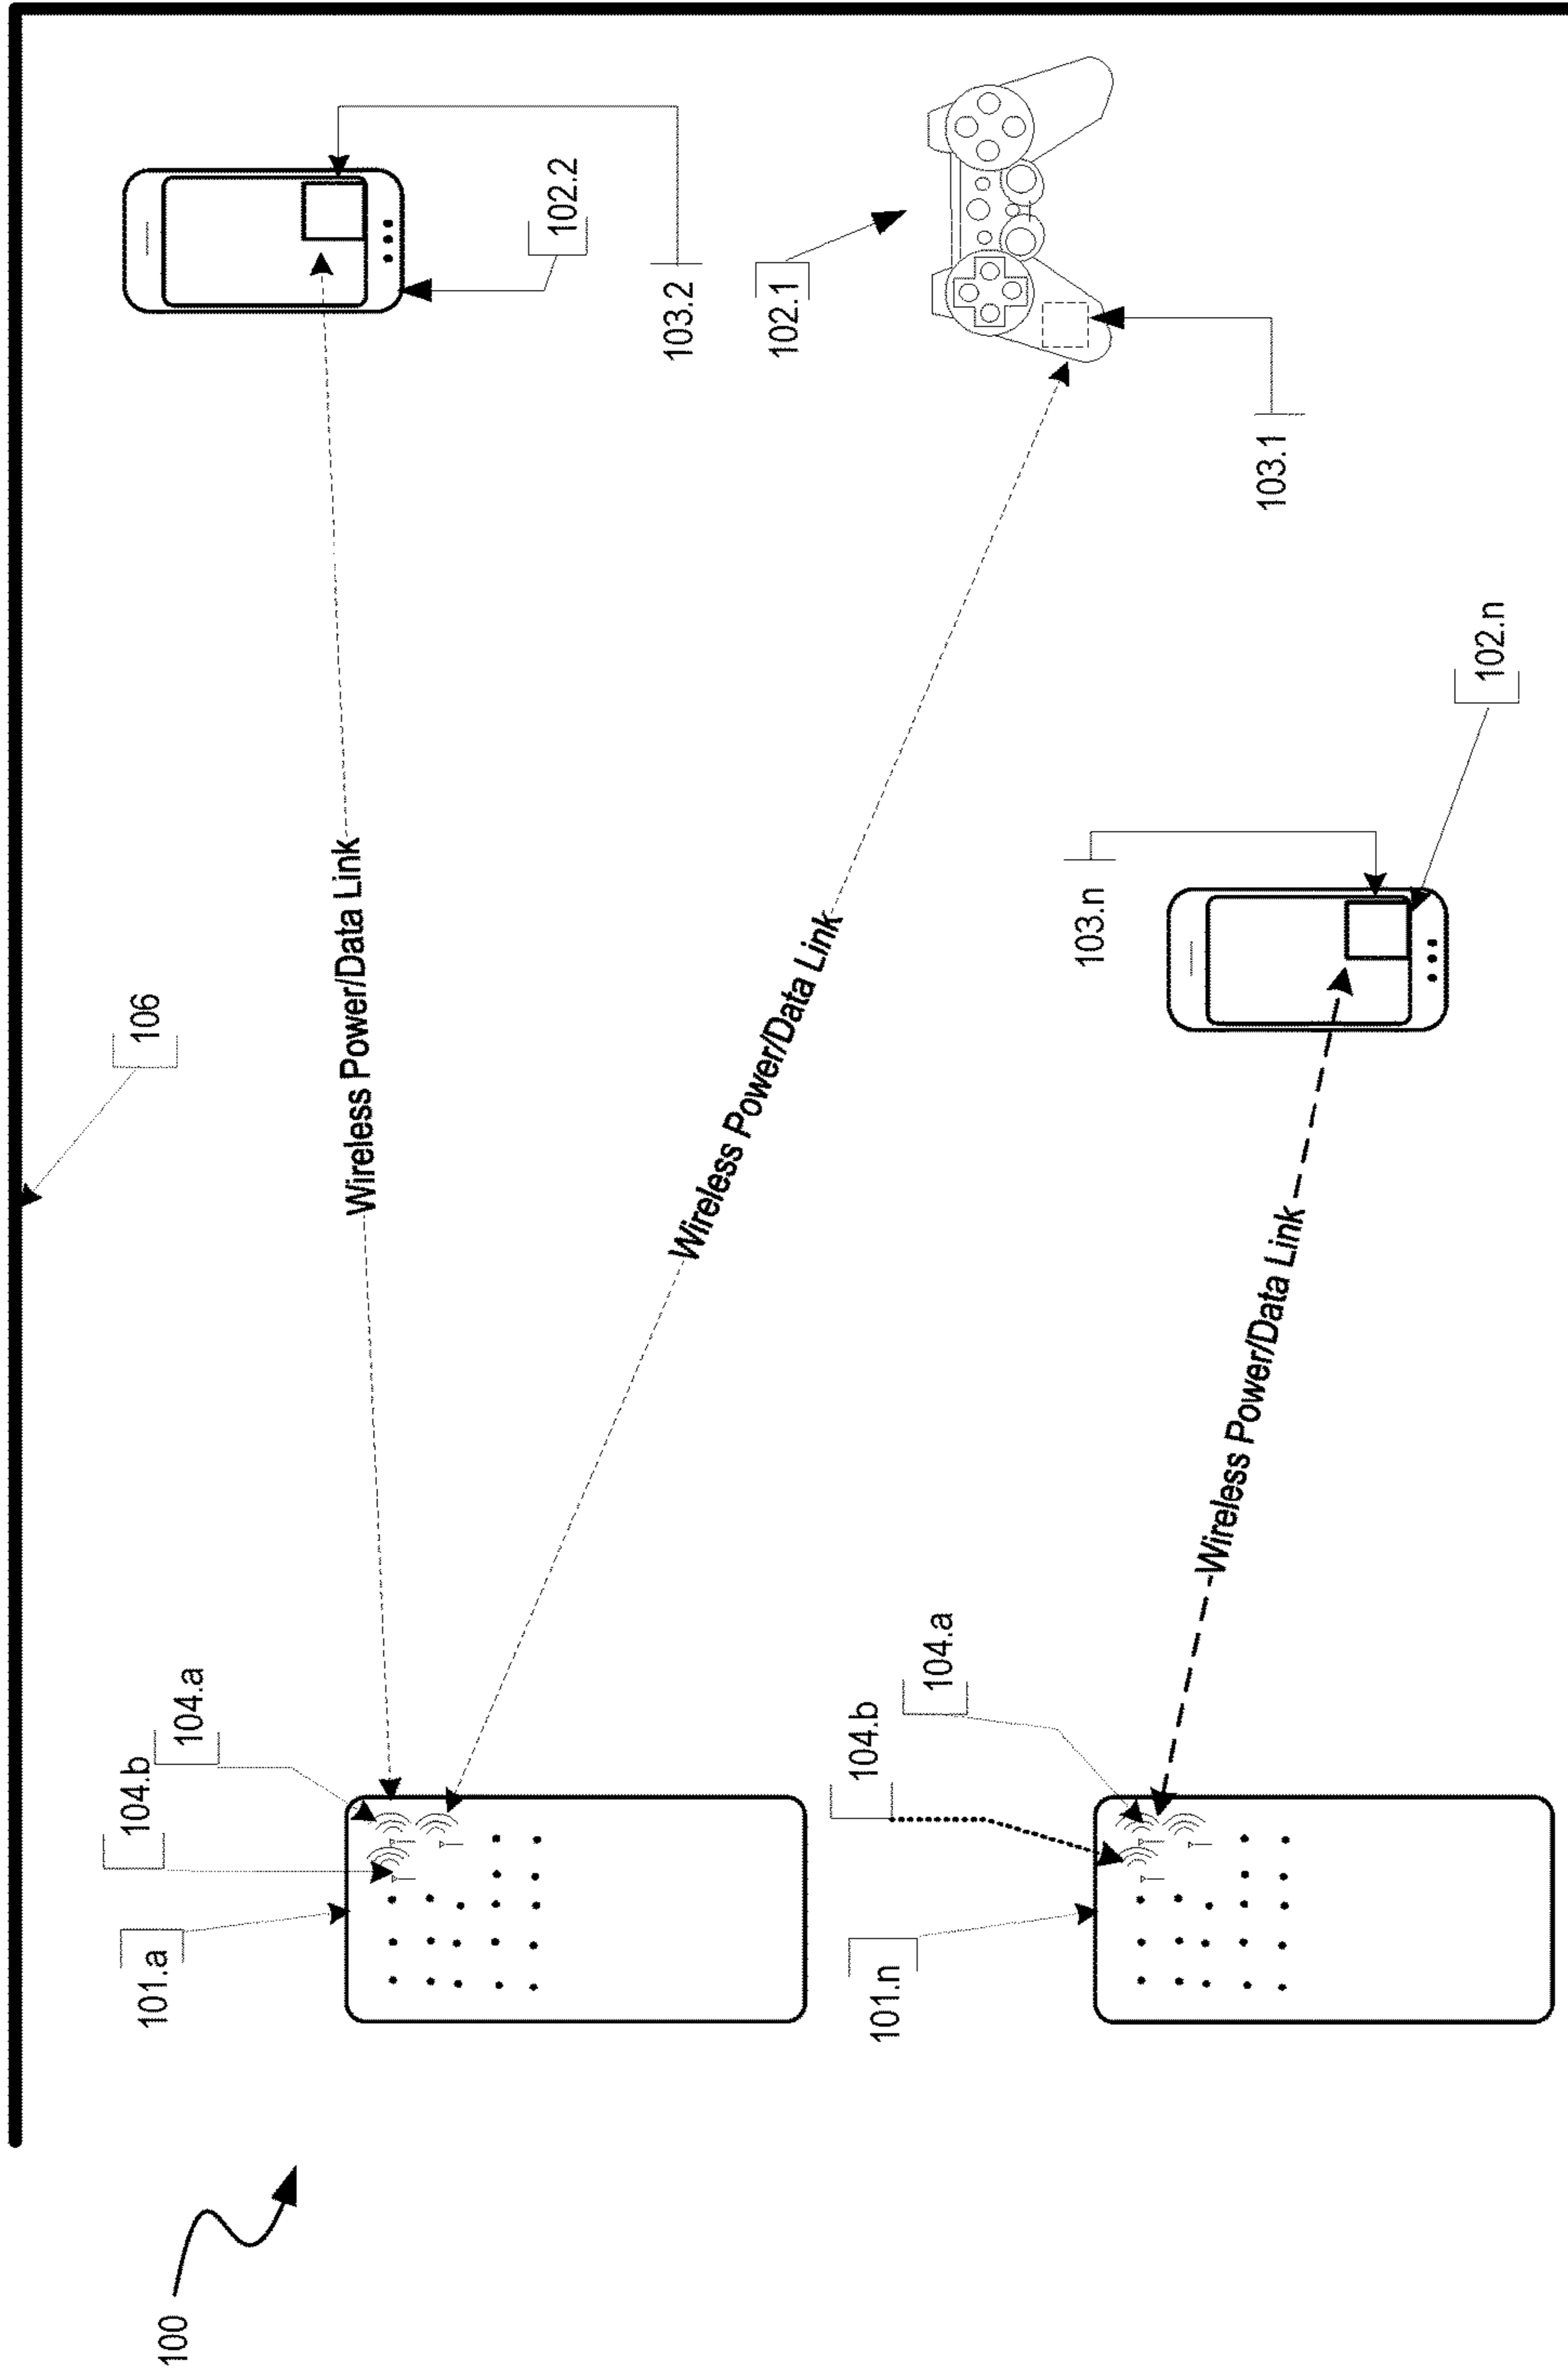 100
106
101.a
104.b
104.a
Wireless Power/Data Link
102.2
103.2
Wireless Power/Data Link
102.1
103.1
101.n
104.b
104.a
Wireless Power/Data Link
103.n
102.n